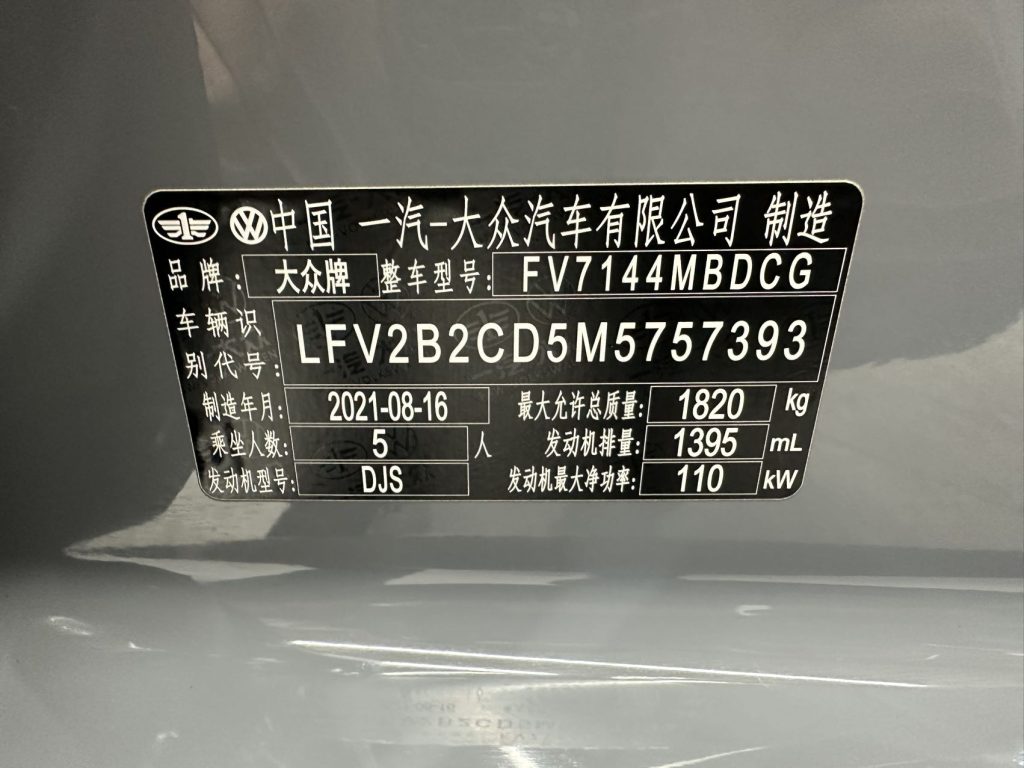 中国 一汽-大众汽车有限公司 制造
品牌: 大众牌 整车型号: FV7144MBDCG
车辆识别代号: LFV2B2CD5M5757393
制造年月: 2021-08-16 最大允许总质量: 1820 kg
乘坐人数: 5 人 发动机排量: 1395 mL
发动机型号: DJS 发动机最大净功率: 110 kW